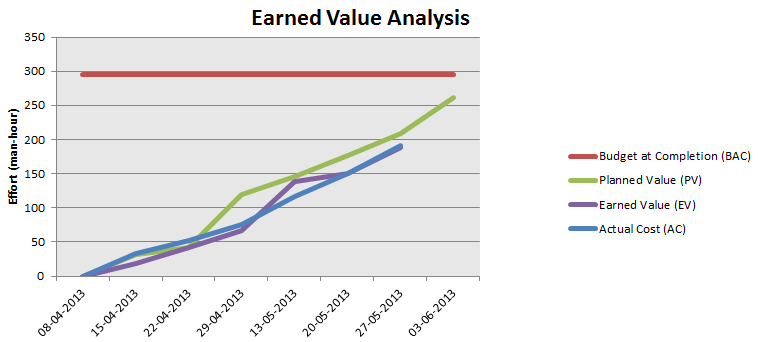 Earned Value Analysis
350
300
250
200
150
100
50
0
Effort (man-hour)
08-04-2013
15-04-2013
22-04-2013
29-04-2013
13-05-2013
20-05-2013
27-05-2013
03-06-2013
Budget at Completion (BAC)
Planned Value (PV)
Earned Value (EV)
Actual Cost (AC)